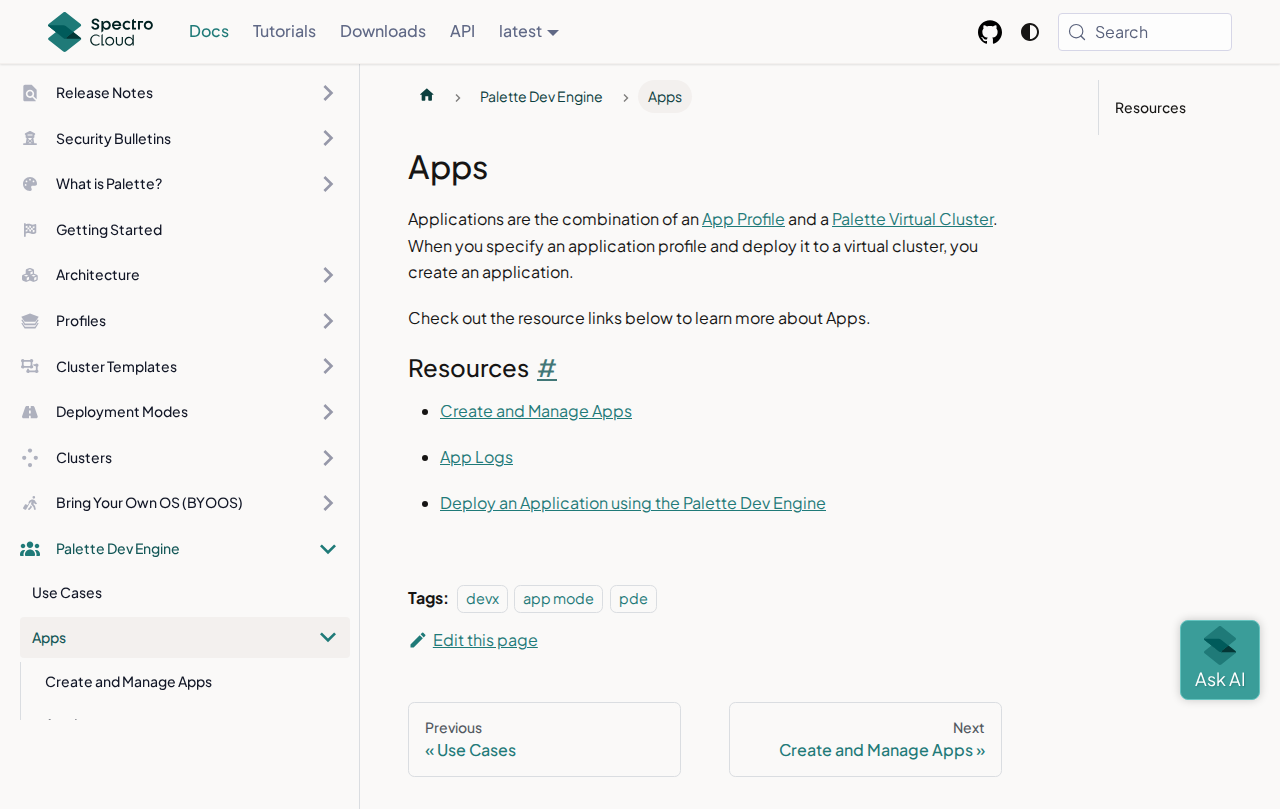 Spectro Cloud
Docs
Tutorials
Downloads
API
latest
Search
Release Notes
Security Bulletins
What is Palette?
Getting Started
Architecture
Profiles
Cluster Templates
Deployment Modes
Clusters
Bring Your Own OS (BYOOS)
Palette Dev Engine
Use Cases
Apps
Create and Manage Apps
Palette Dev Engine
Apps
Apps
Applications are the combination of an App Profile and a Palette Virtual Cluster.
When you specify an application profile and deploy it to a virtual cluster, you
create an application.
Check out the resource links below to learn more about Apps.
Resources #
Create and Manage Apps
App Logs
Deploy an Application using the Palette Dev Engine
Tags: devx app mode pde
Edit this page
Previous
« Use Cases
Next
Create and Manage Apps »
Resources
Ask AI